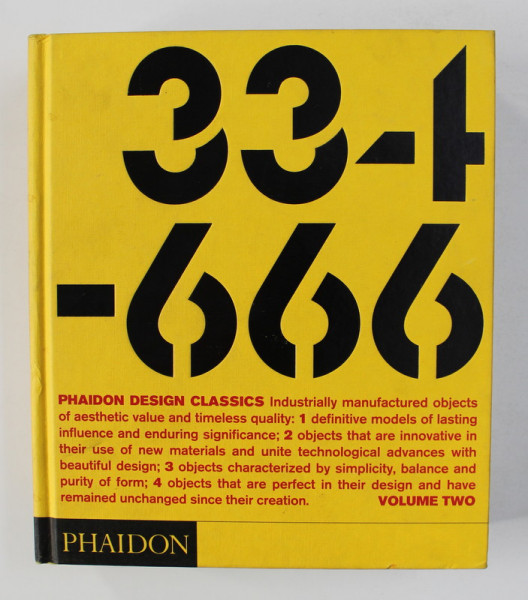 334
-666
PHAIDON DESIGN CLASSICS Industrially manufactured objects
of aesthetic value and timeless quality: 1 definitive models of lasting
influence and enduring significance; 2 objects that are innovative in
their use of new materials and unite technological advances with
beautiful design; 3 objects characterized by simplicity, balance and
purity of form; 4 objects that are perfect in their design and have
remained unchanged since their creation. VOLUME TWO
PHAIDON